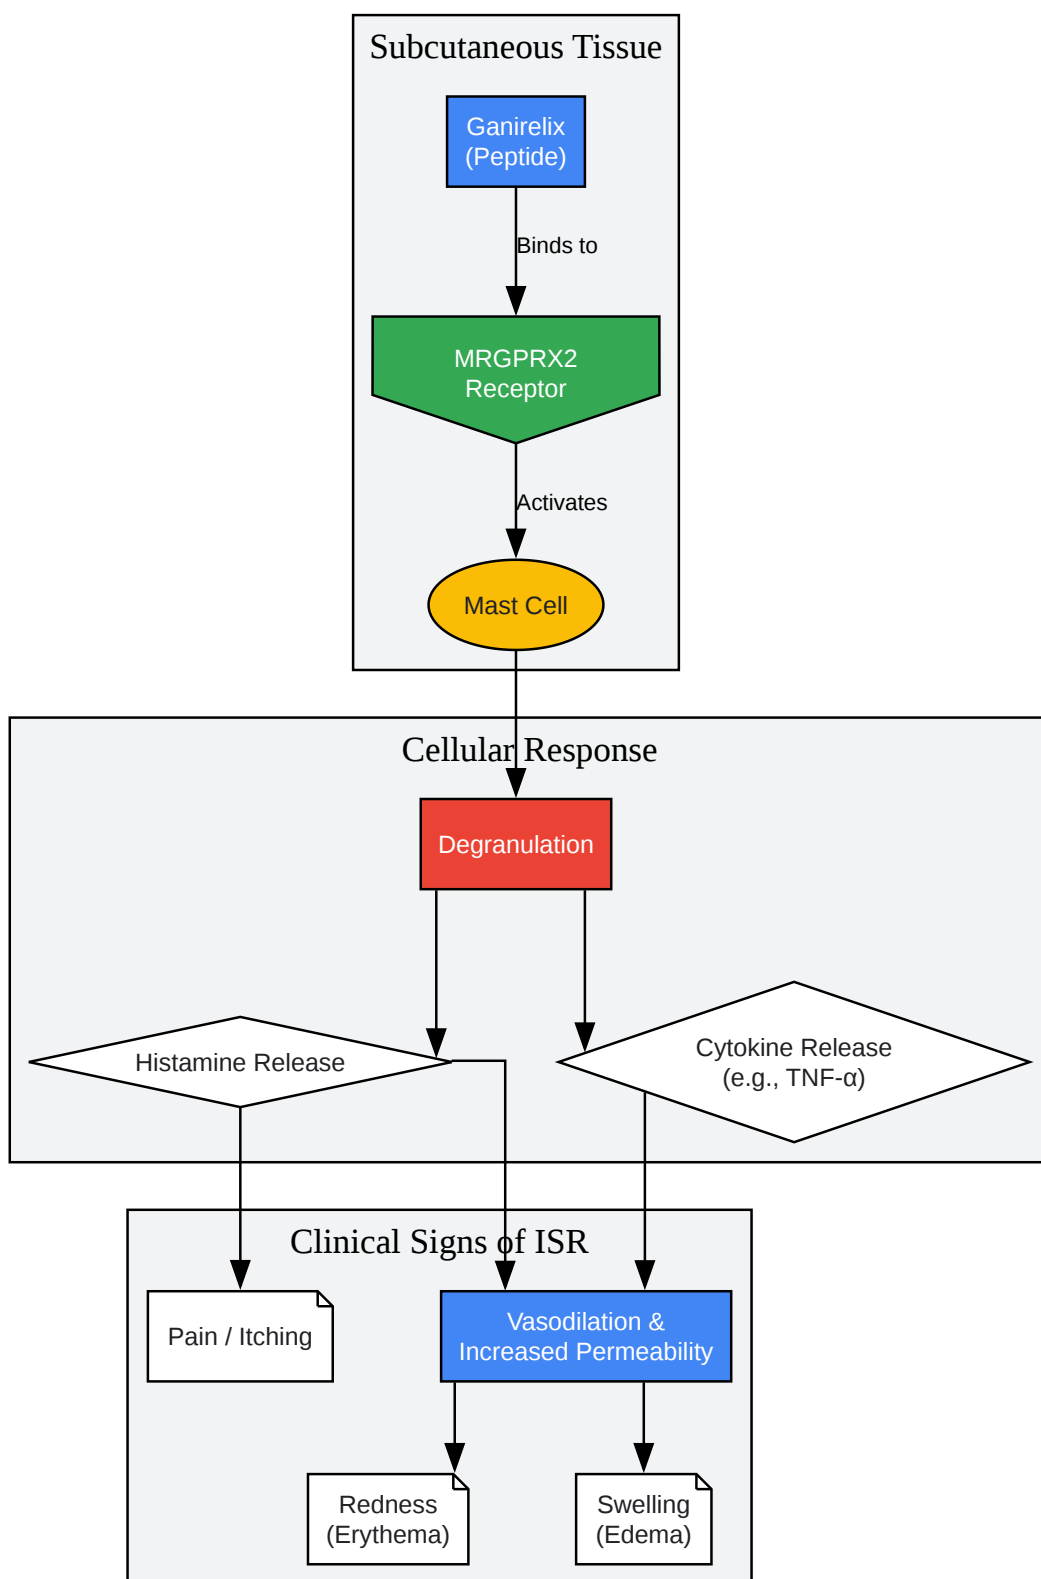 Subcutaneous Tissue
Ganirelix
(Peptide)
Binds to
MRGPRX2
Receptor
Activates
Mast Cell
Cellular Response
Degranulation
Histamine Release
Cytokine Release
(e.g., TNF-α)
Clinical Signs of ISR
Pain / Itching
Vasodilation &
Increased Permeability
Redness
(Erythema)
Swelling
(Edema)